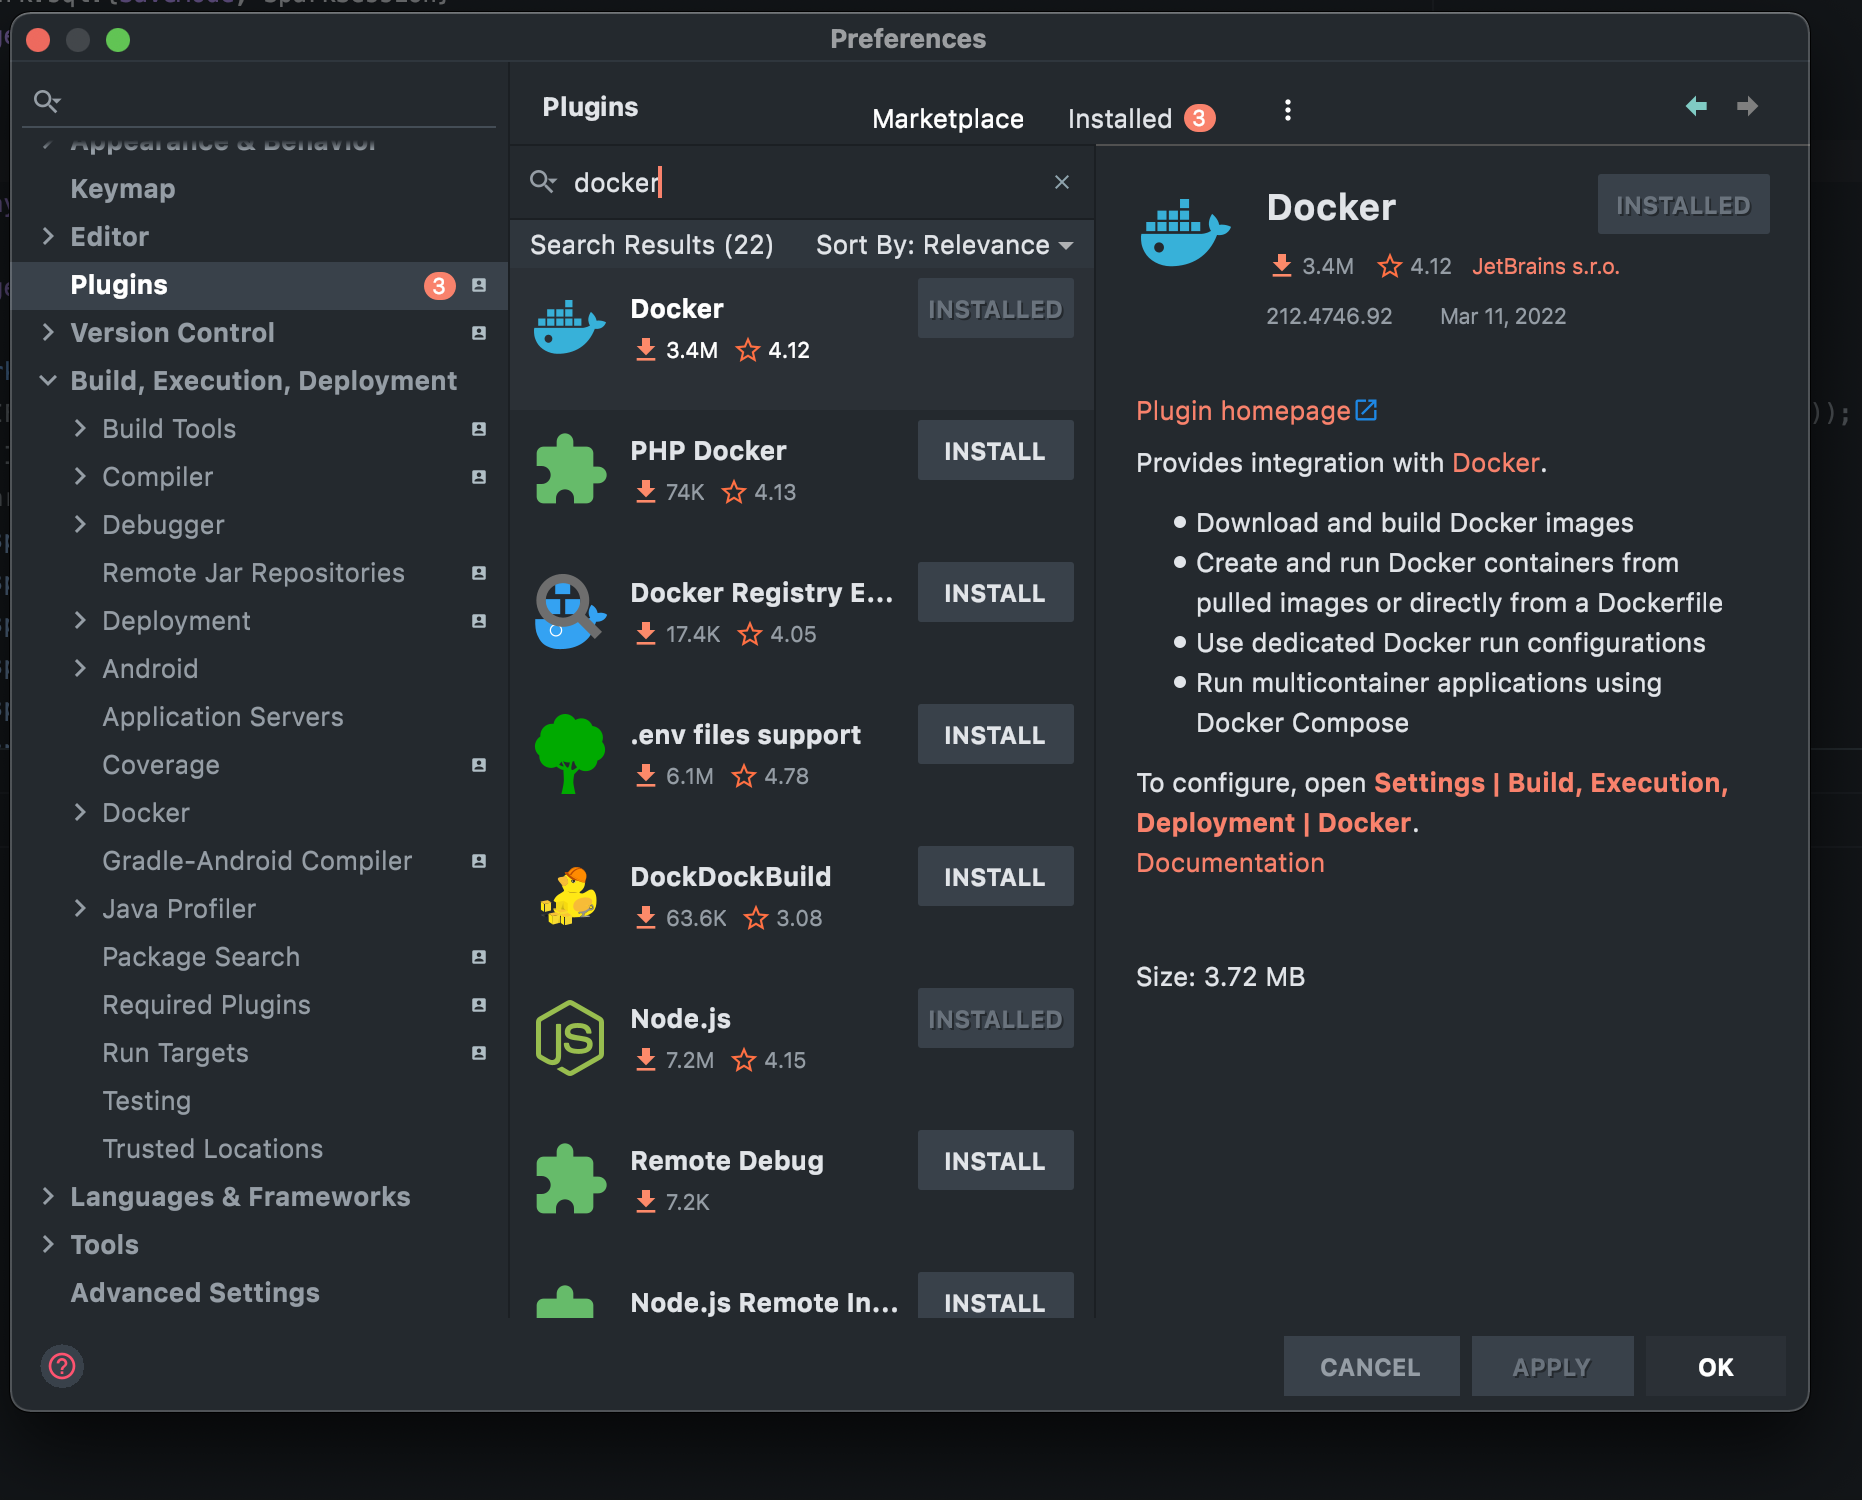 Preferences
Appearance & Behavior
Keymap
Editor
Plugins 3
Version Control
Build, Execution, Deployment
Build Tools
Compiler
Debugger
Remote Jar Repositories
Deployment
Android
Application Servers
Coverage
Docker
Gradle-Android Compiler
Java Profiler
Package Search
Required Plugins
Run Targets
Testing
Trusted Locations
Languages & Frameworks
Tools
Advanced Settings
Plugins
Marketplace Installed 3
docker
Search Results (22) Sort By: Relevance
Docker INSTALLED
3.4M 4.12
PHP Docker INSTALL
74K 4.13
Docker Registry E... INSTALL
17.4K 4.05
.env files support INSTALL
6.1M 4.78
DockDockBuild INSTALL
63.6K 3.08
JS
Node.js INSTALLED
7.2M 4.15
Remote Debug INSTALL
7.2K
Node.js Remote In... INSTALL
Docker INSTALLED
3.4M 4.12 JetBrains s.r.o.
212.4746.92 Mar 11, 2022
Plugin homepage
Provides integration with Docker.
Download and build Docker images
Create and run Docker containers from
pulled images or directly from a Dockerfile
Use dedicated Docker run configurations
Run multicontainer applications using
Docker Compose
To configure, open Settings | Build, Execution,
Deployment | Docker.
Documentation
Size: 3.72 MB
?
CANCEL APPLY OK
));